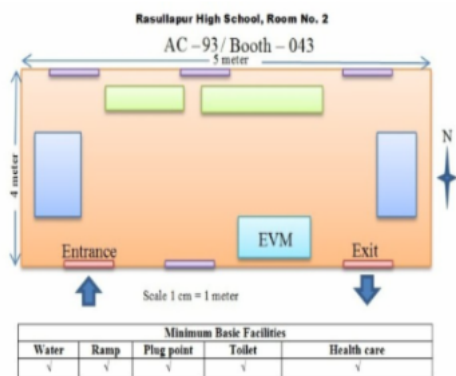 Rasullapur High School, Room No. 2
AC – 93/ Booth – 043
5 meter
4 meter
N
Entrance
EVM
Exit
Scale 1 cm = 1 meter
Minimum Basic Facilities
Water Ramp Plug point Toilet Health care
√ √ √ √ √